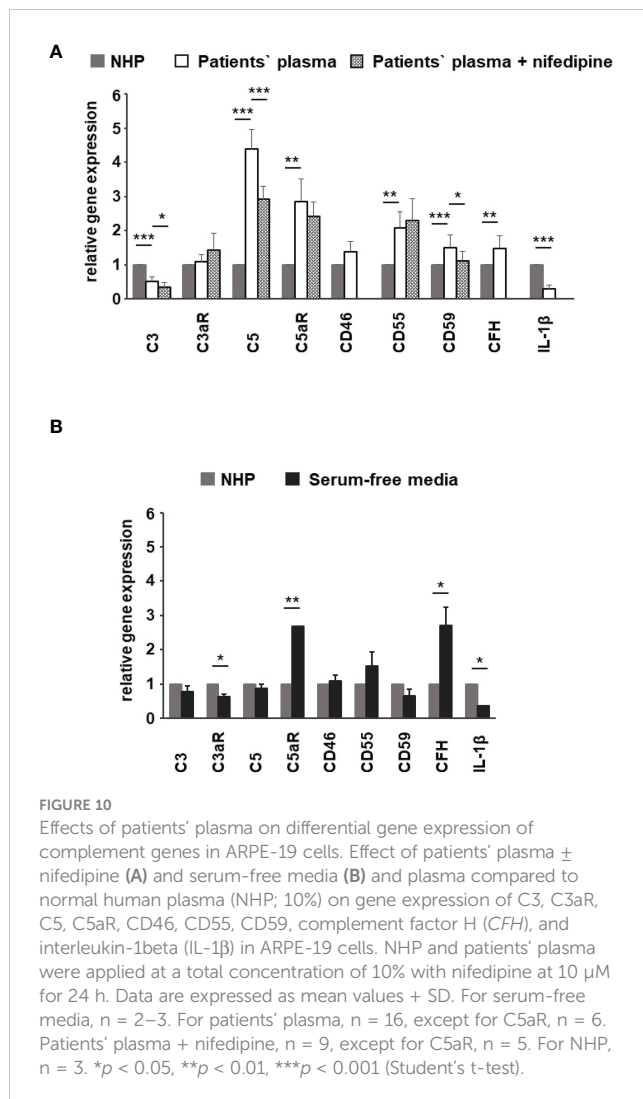 A
NHP Patients` plasma Patients` plasma + nifedipine
relative gene expression
6
5
4
3
2
1
0
*** * *** *** ** ** *** * ** ***
C3 C3aR C5 C5aR CD46 CD55 CD59 CFH IL-1β
B
NHP Serum-free media
relative gene expression
6
5
4
3
2
1
0
* ** * *
C3 C3aR C5 C5aR CD46 CD55 CD59 CFH IL-1β
FIGURE 10
Effects of patients’ plasma on differential gene expression of
complement genes in ARPE-19 cells. Effect of patients’ plasma ±
nifedipine (A) and serum-free media (B) and plasma compared to
normal human plasma (NHP; 10%) on gene expression of C3, C3aR,
C5, C5aR, CD46, CD55, CD59, complement factor H (CFH), and
interleukin-1beta (IL-1β) in ARPE-19 cells. NHP and patients’ plasma
were applied at a total concentration of 10% with nifedipine at 10 μM
for 24 h. Data are expressed as mean values + SD. For serum-free
media, n = 2–3. For patients’ plasma, n = 16, except for C5aR, n = 6.
Patients’ plasma + nifedipine, n = 9, except for C5aR, n = 5. For NHP,
n = 3. *p < 0.05, **p < 0.01, ***p < 0.001 (Student’s t-test).